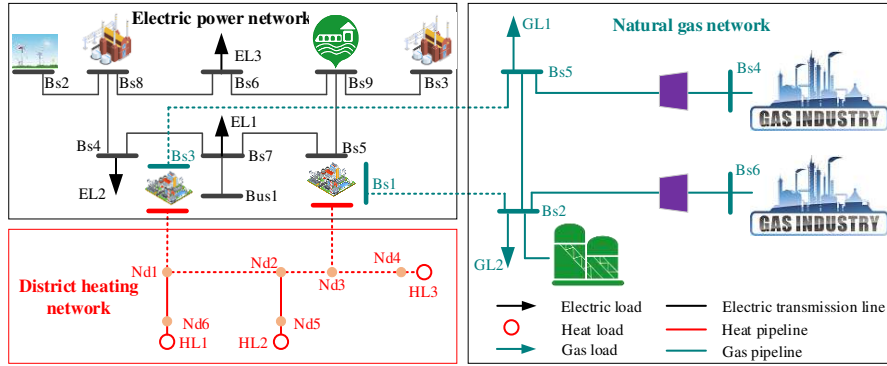 Electric power network
EL3
Bs2
Bs8
Bs6
Bs9
Bs3
EL1
Bs4
Bs3
Bs7
Bs5
EL2
Bus1
Bs1
Natural gas network
GL1
Bs5
Bs4
GAS INDUSTRY
Bs6
Bs2
GAS INDUSTRY
GL2
District heating
network
Nd1
Nd2
Nd3
Nd4
HL3
Nd6
Nd5
HL1
HL2
Electric load
Electric transmission line
Heat load
Heat pipeline
Gas load
Gas pipeline